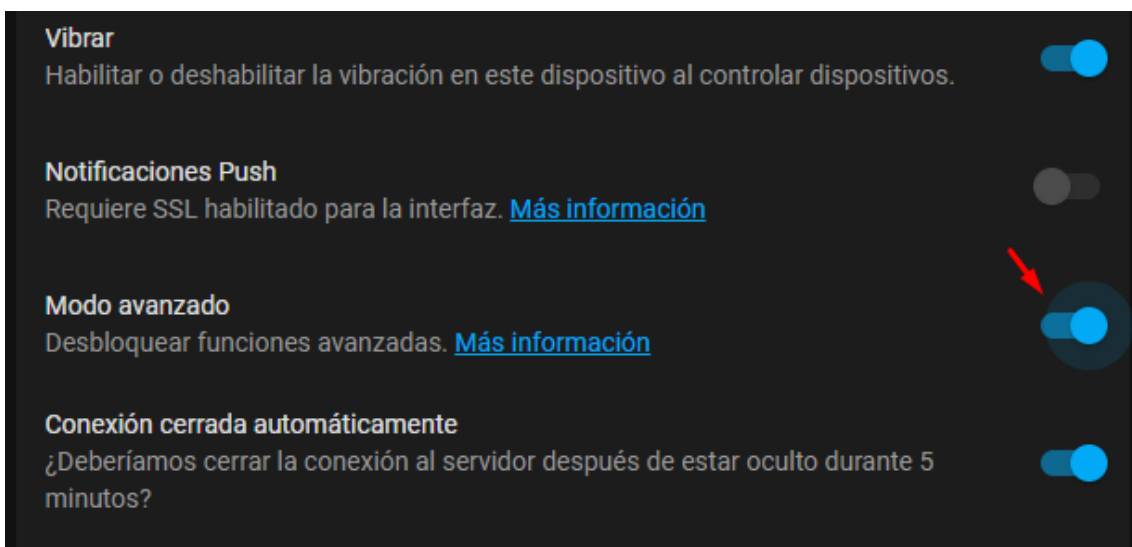 Vibrar
Habilitar o deshabilitar la vibración en este dispositivo al controlar dispositivos.
Notificaciones Push
Requiere SSL habilitado para la interfaz. Más información
Modo avanzado
Desbloquear funciones avanzadas. Más información
Conexión cerrada automáticamente
¿Deberíamos cerrar la conexión al servidor después de estar oculto durante 5
minutos?